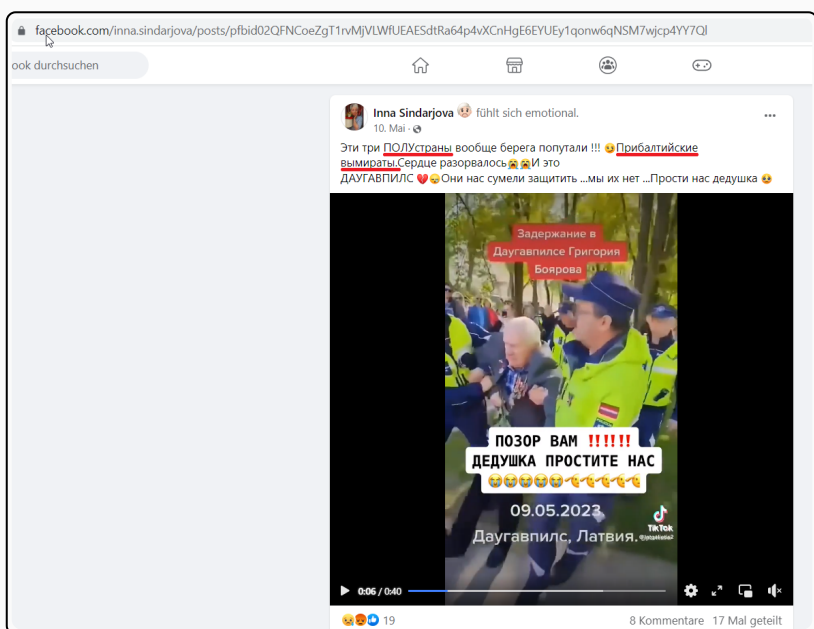 facebook.com/inna.sindarjova/posts/pfbid02QFNCoeZgT1rvMjVLWfUEAESdtRa64p4vXCnHgE6EYUEy1qonw6qNSM7wjcp4YY7Ql
ook durchsuchen
Inna Sindarjova fühlt sich emotional.
10. Mai ·
Эти три ПОЛУстраны вообще берега попутали !!! Прибалтийские
вымираты.Сердце разорвалось И это
ДАУГАВПИЛС Они нас сумели защитить ...мы их нет ...Прости нас дедушка
Задержание в
Даугавпилсе Григория
Боярова
ПОЗОР ВАМ !!!!!!
ДЕДУШКА ПРОСТИТЕ НАС
09.05.2023
TikTok
Даугавпилс, Латвия.
0:06 / 0:40
19
8 Kommentare 17 Mal geteilt